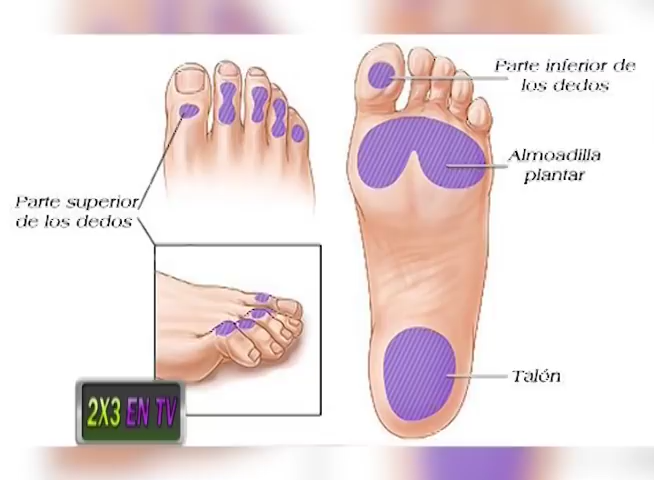 Parte inferior de
los dedos
Almoadilla
plantar
Parte superior
de los dedos
Talón
2X3 EN TV